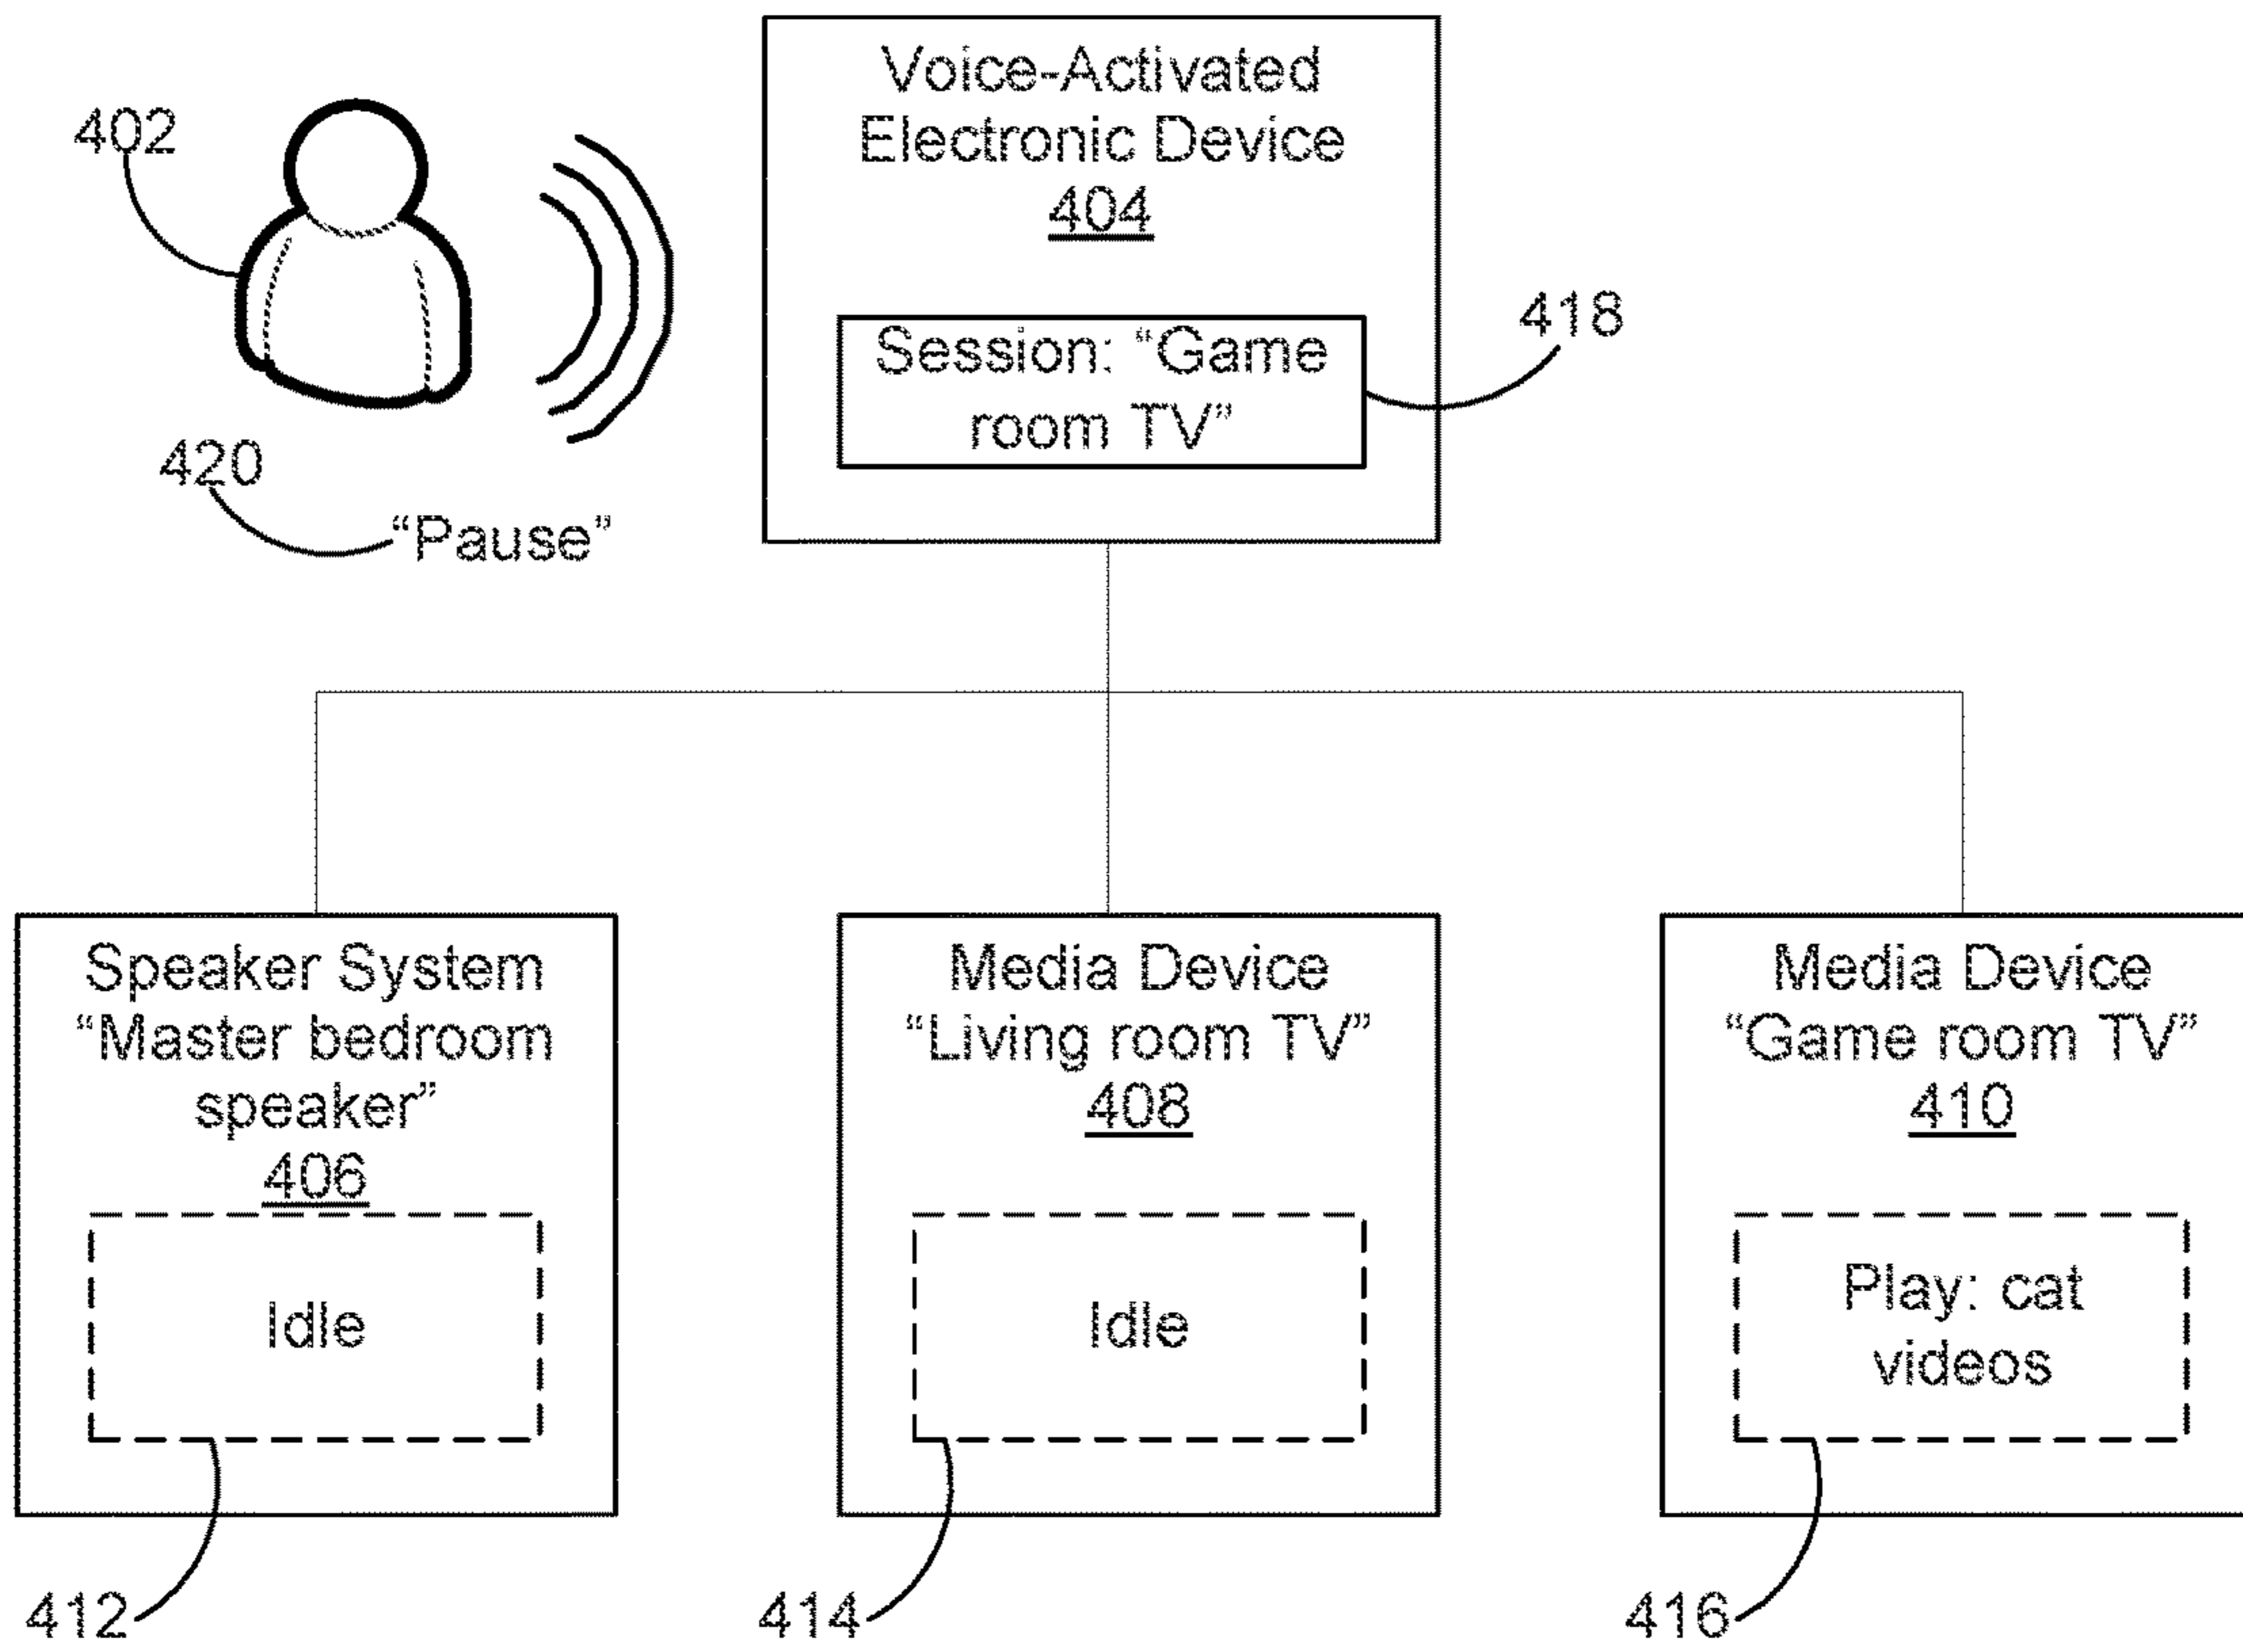 402
420
“Pause”
Voice-Activated
Electronic Device
404
Session: “Game
room TV”
418
Speaker System
“Master bedroom
speaker”
406
Idle
412
Media Device
“Living room TV”
408
Idle
414
Media Device
“Game room TV”
410
Play: cat
videos
416